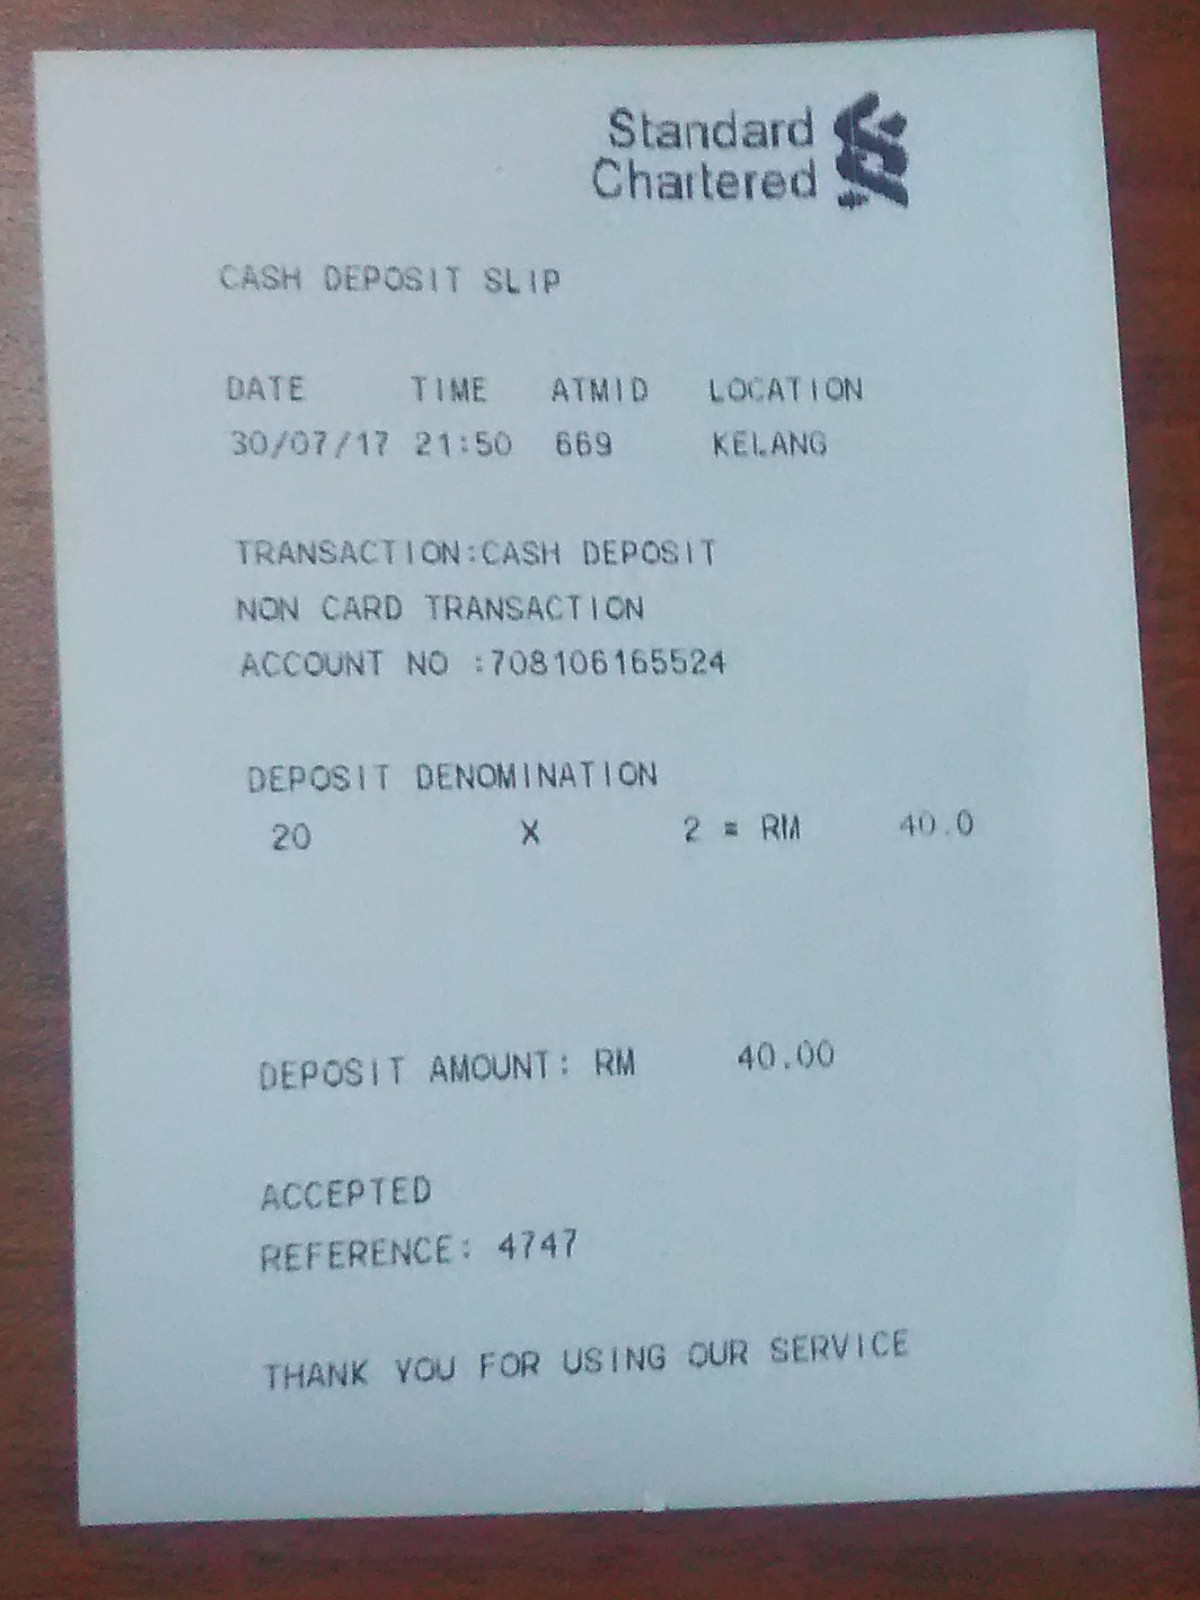 Standard
Chartered
CASH DEPOSIT SLIP
DATE TIME ATMID LOCATION
30/07/17 21:50 669 KELANG
TRANSACTION:CASH DEPOSIT
NON CARD TRANSACTION
ACCOUNT NO :708106165524
DEPOSIT DENOMINATION
20 X 2 = RM 40.0
DEPOSIT AMOUNT: RM 40.00
ACCEPTED
REFERENCE: 4747
THANK YOU FOR USING OUR SERVICE